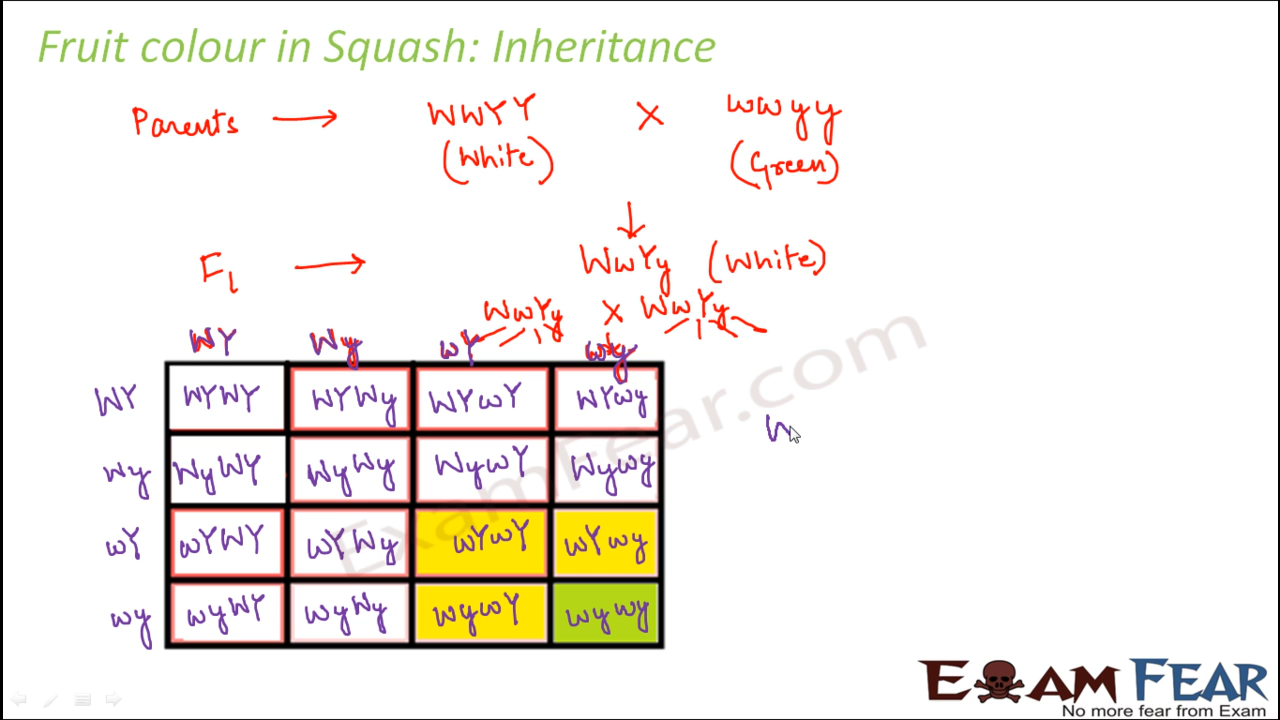 Fruit colour in Squash: Inheritance
Parents → WWYY X wwyy
(White) (Green)
↓
F1 → WwYy (White)
WwYy X WwYy
WY Wy wY wy
WY WYWY WYWy WYwY WYwy
Wy WyWY WyWy WywY Wywy
wY wYWY wYWy wYwY wYwy
wy wyWY wyWy wywY wywy
W
ExamFear.com
EXAM FEAR
No more fear from Exam